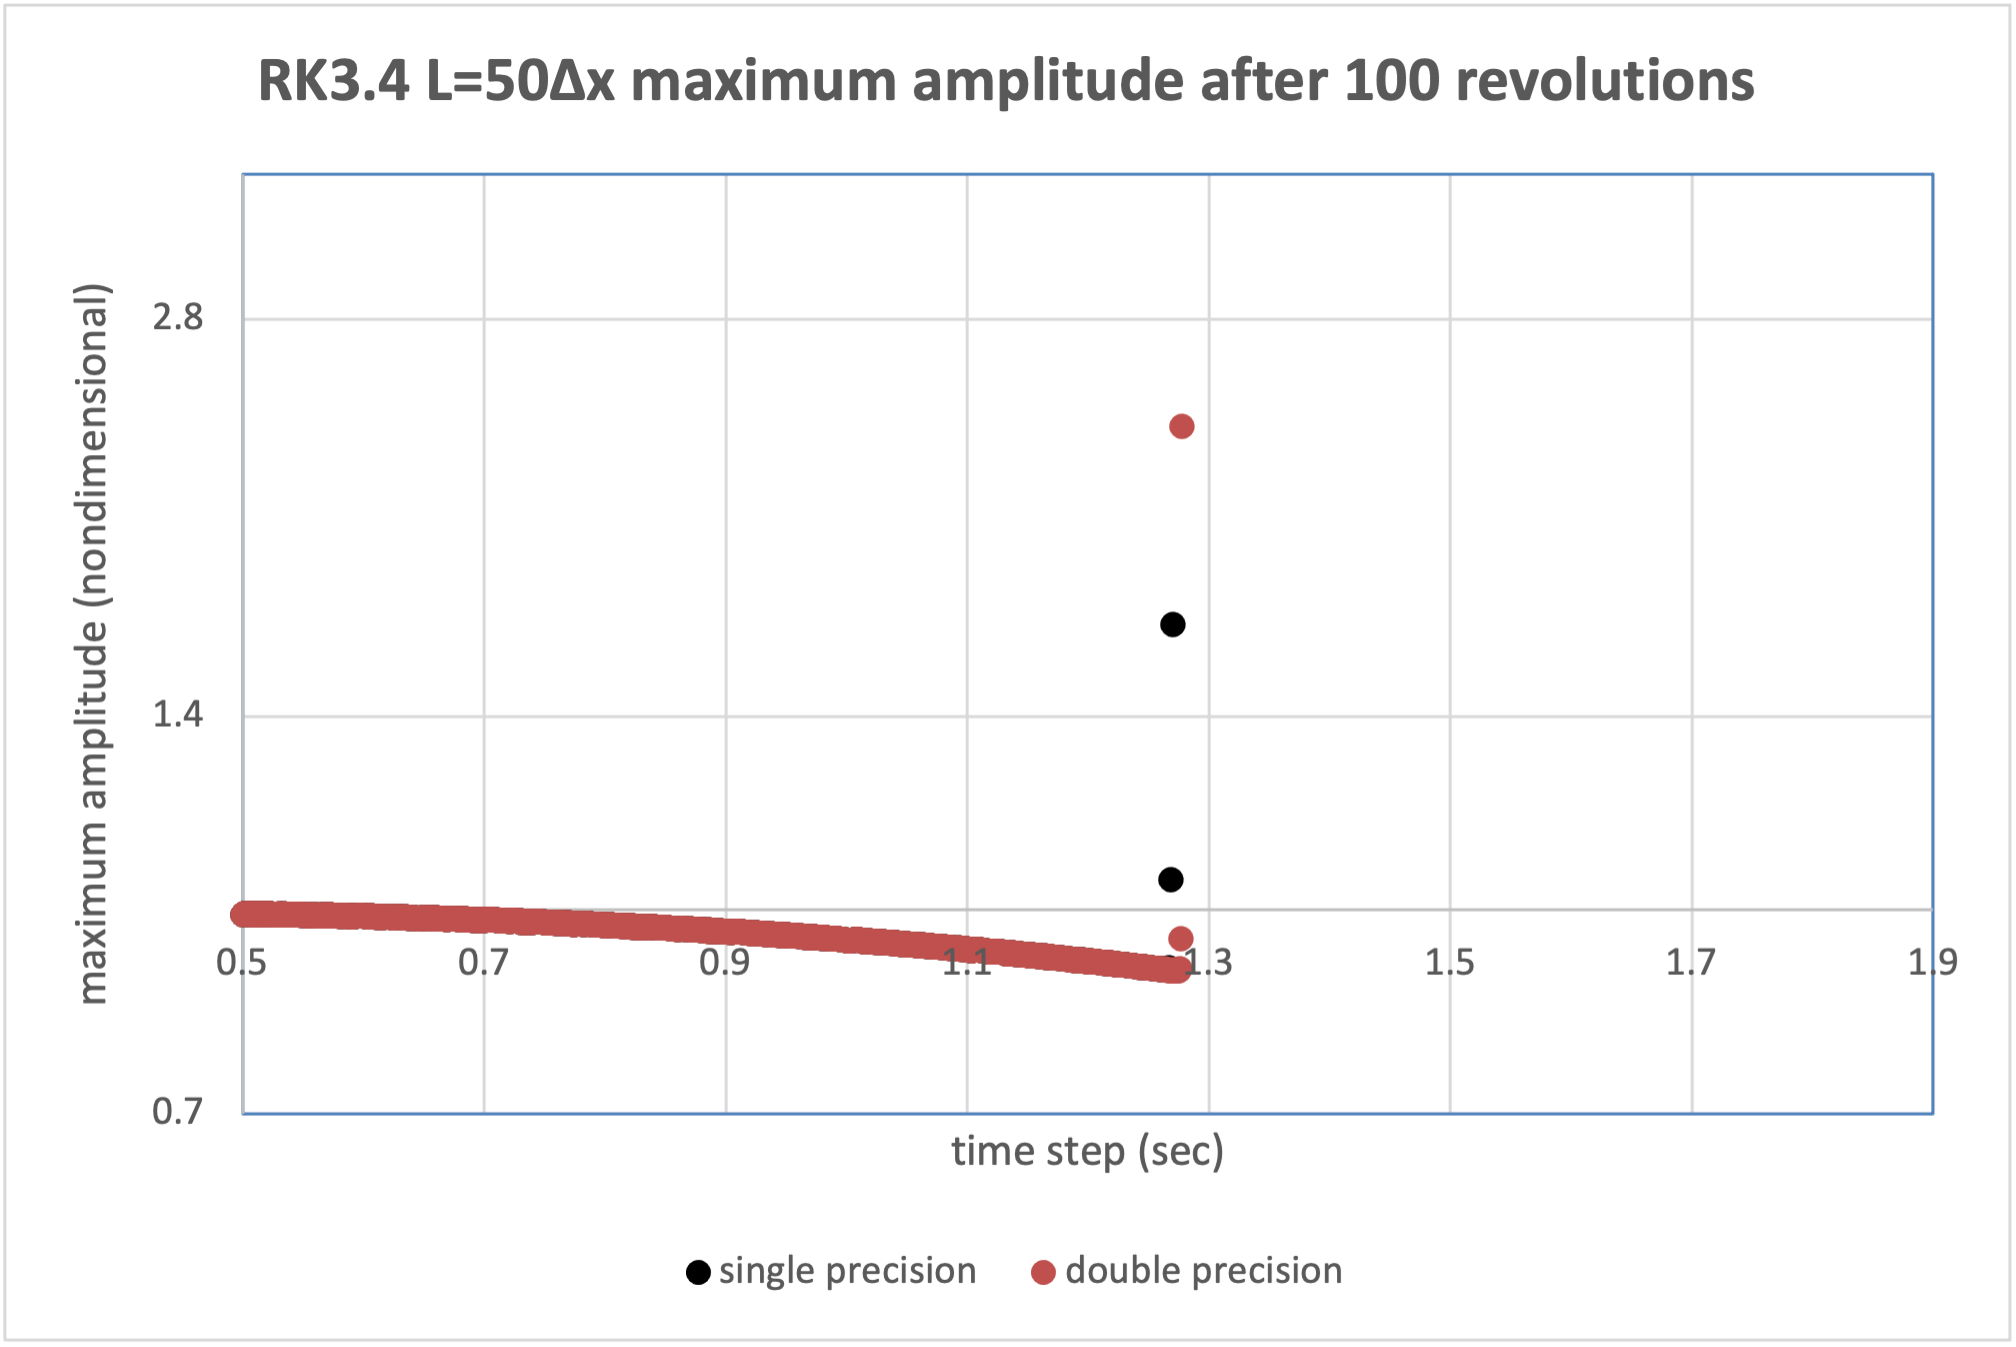 RK3.4 L=50Δx maximum amplitude after 100 revolutions
maximum amplitude (nondimensional)
2.8
1.4
0.5 0.7 0.9 1.1 1.3 1.5 1.7 1.9
0.7
time step (sec)
single precision double precision